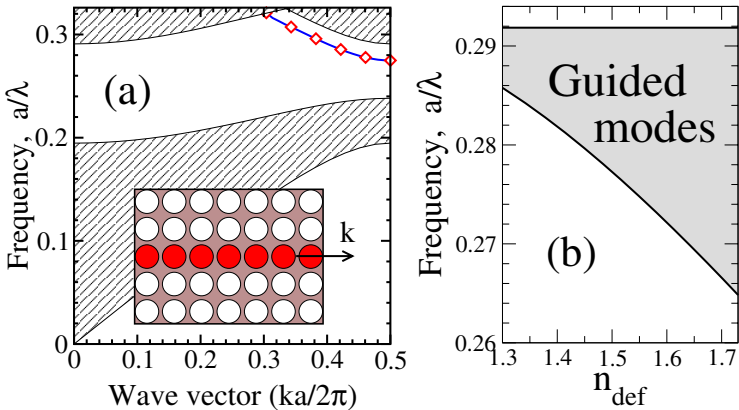 0.3
0.2
0.1
0
Frequency, a/λ
(a)
k
0
0.1
0.2
0.3
0.4
0.5
Wave vector (ka/2π)
0.29
0.28
0.27
0.26
Frequency, a/λ
Guided
modes
(b)
1.3
1.4
1.5
1.6
1.7
n_def